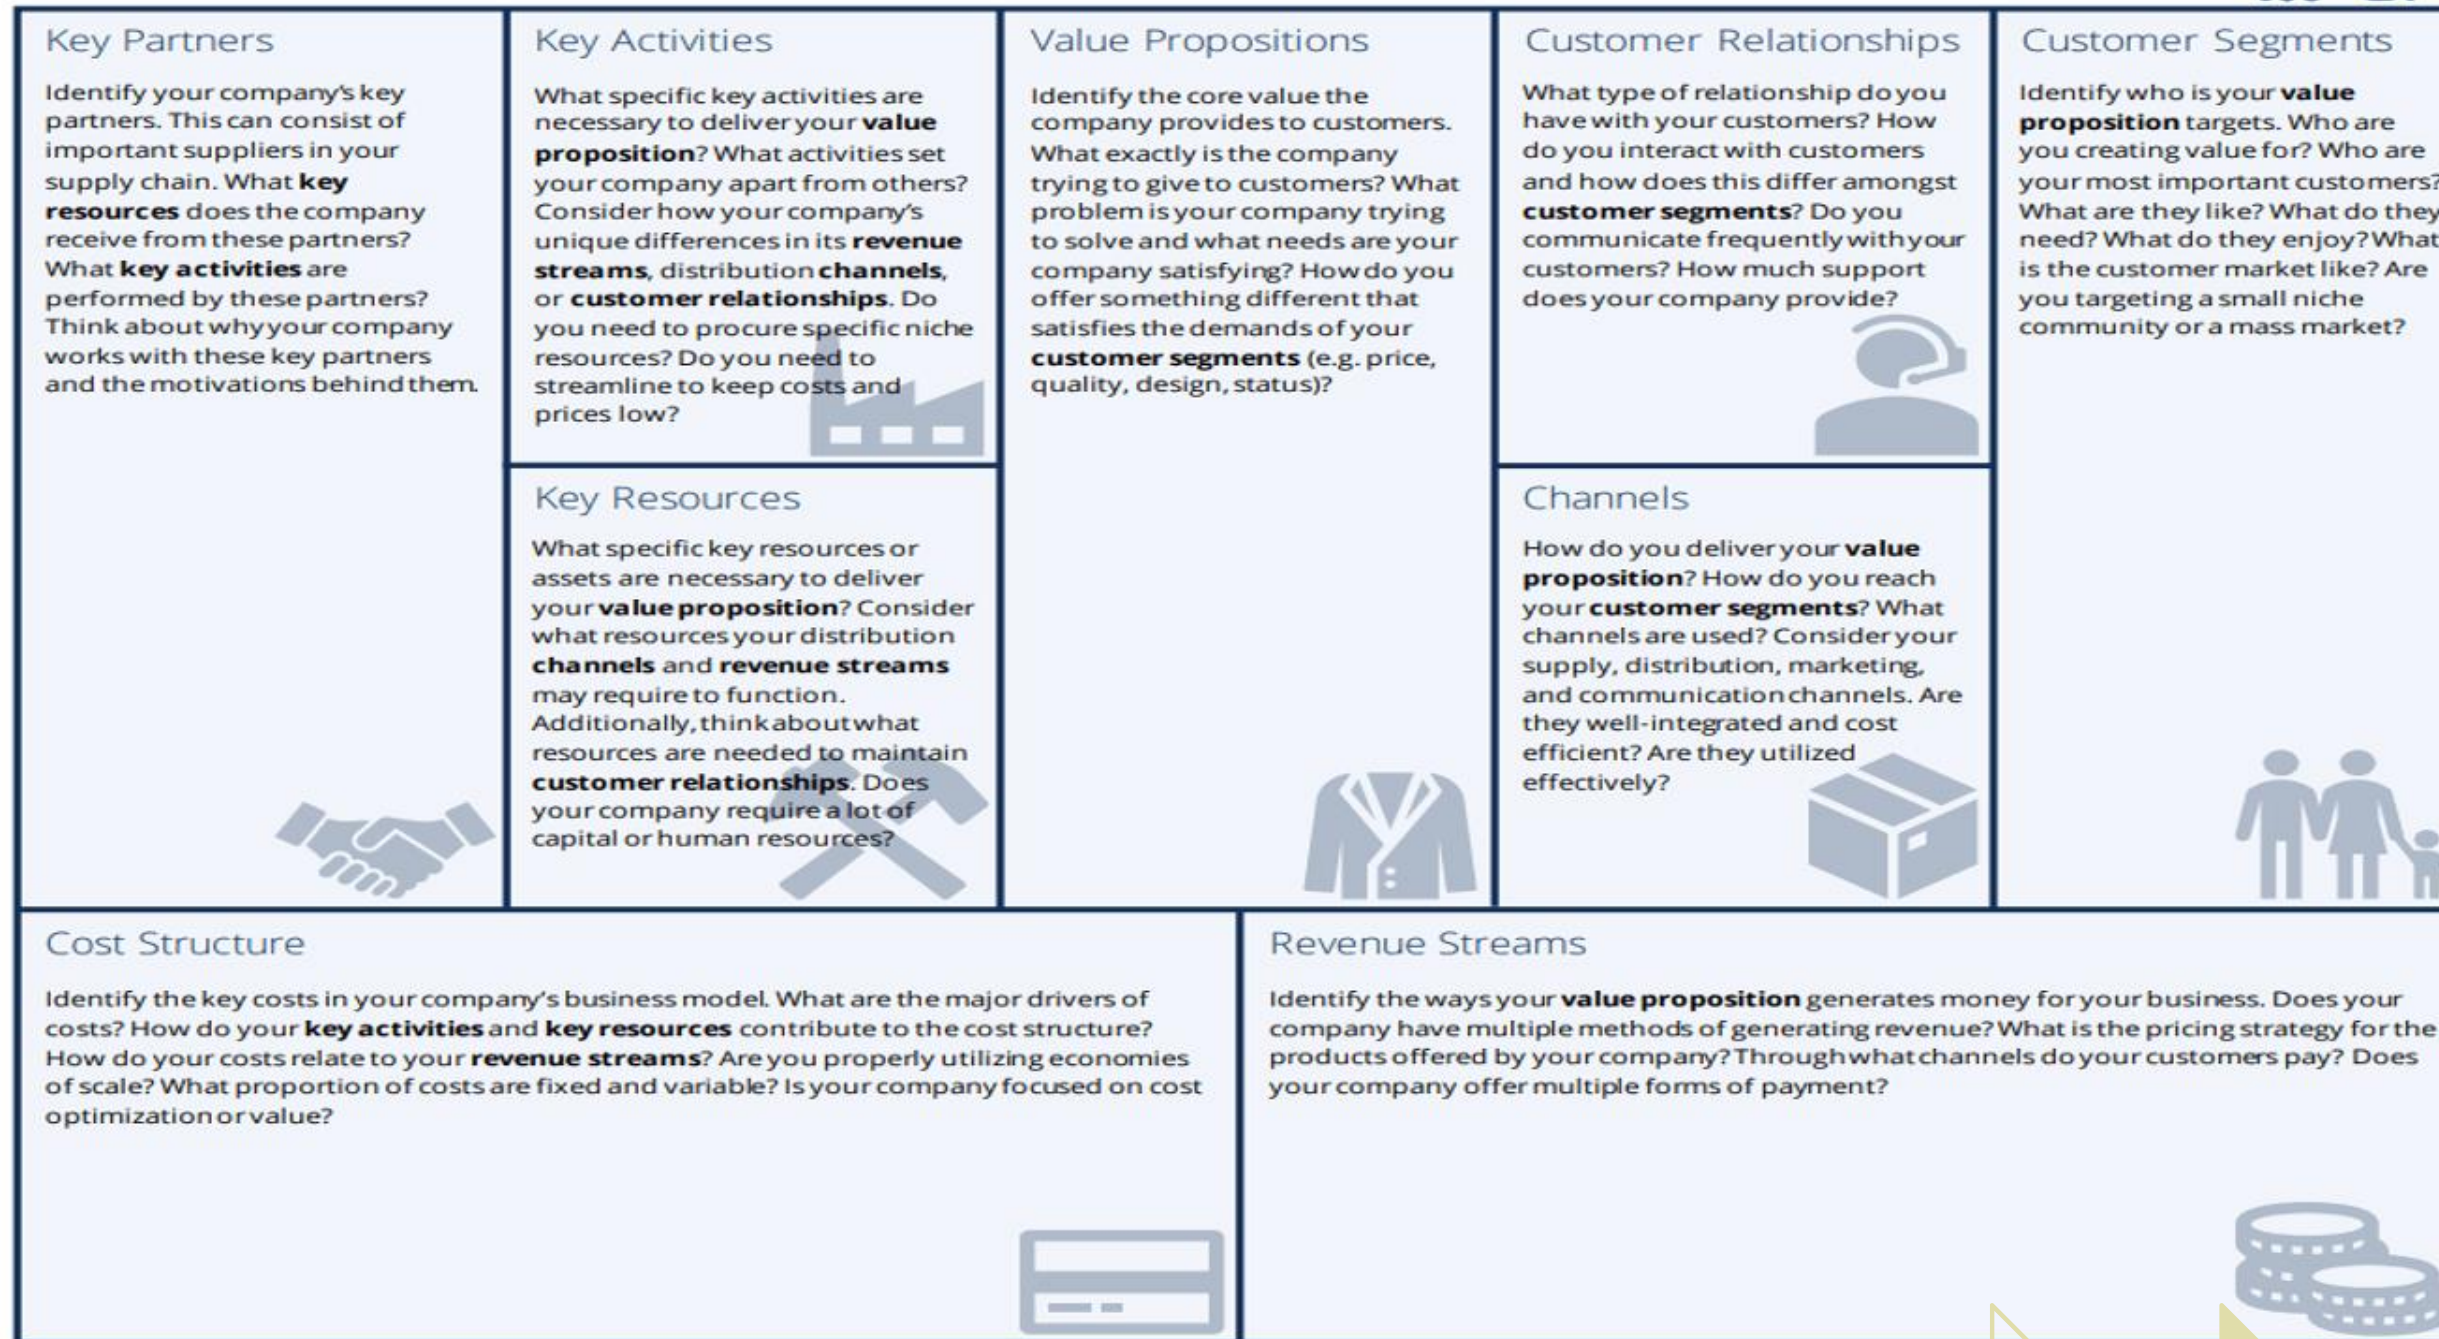 Key Partners
Identify your company's key
partners. This can consist of
important suppliers in your
supply chain. What key
resources does the company
receive from these partners?
What key activities are
performed by these partners?
Think about why your company
works with these key partners
and the motivations behind them.
Key Activities
What specific key activities are
necessary to deliver your value
proposition? What activities set
your company apart from others?
Consider how your company's
unique differences in its revenue
streams, distribution channels,
or customer relationships. Do
you need to procure specific niche
resources? Do you need to
streamline to keep costs and
prices low?
Key Resources
What specific key resources or
assets are necessary to deliver
your value proposition? Consider
what resources your distribution
channels and revenue streams
may require to function.
Additionally, think about what
resources are needed to maintain
customer relationships. Does
your company require a lot of
capital or human resources?
Value Propositions
Identify the core value the
company provides to customers.
What exactly is the company
trying to give to customers? What
problem is your company trying
to solve and what needs are your
company satisfying? How do you
offer something different that
satisfies the demands of your
customer segments (e.g. price,
quality, design, status)?
Customer Relationships
What type of relationship do you
have with your customers? How
do you interact with customers
and how does this differ amongst
customer segments? Do you
communicate frequently with your
customers? How much support
does your company provide?
Channels
How do you deliver your value
proposition? How do you reach
your customer segments? What
channels are used? Consider your
supply, distribution, marketing,
and communication channels. Are
they well-integrated and cost
efficient? Are they utilized
effectively?
Customer Segments
Identify who is your value
proposition targets. Who are
you creating value for? Who are
your most important customers?
What are they like? What do they
need? What do they enjoy? What
is the customer market like? Are
you targeting a small niche
community or a mass market?
Cost Structure
Identify the key costs in your company's business model. What are the major drivers of
costs? How do your key activities and key resources contribute to the cost structure?
How do your costs relate to your revenue streams? Are you properly utilizing economies
of scale? What proportion of costs are fixed and variable? Is your company focused on cost
optimization or value?
Revenue Streams
Identify the ways your value proposition generates money for your business. Does your
company have multiple methods of generating revenue? What is the pricing strategy for the
products offered by your company? Through what channels do your customers pay? Does
your company offer multiple forms of payment?